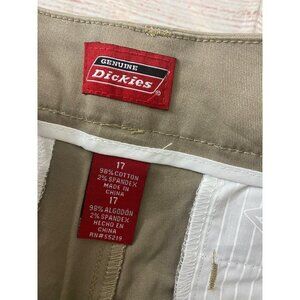 GENUINE
Dickies
®
17
98% COTTON
2% SPANDEX
MADE IN
CHINA
17
98% ALGODÓN
2% SPANDEX
HECHO EN
CHINA
RN#55219